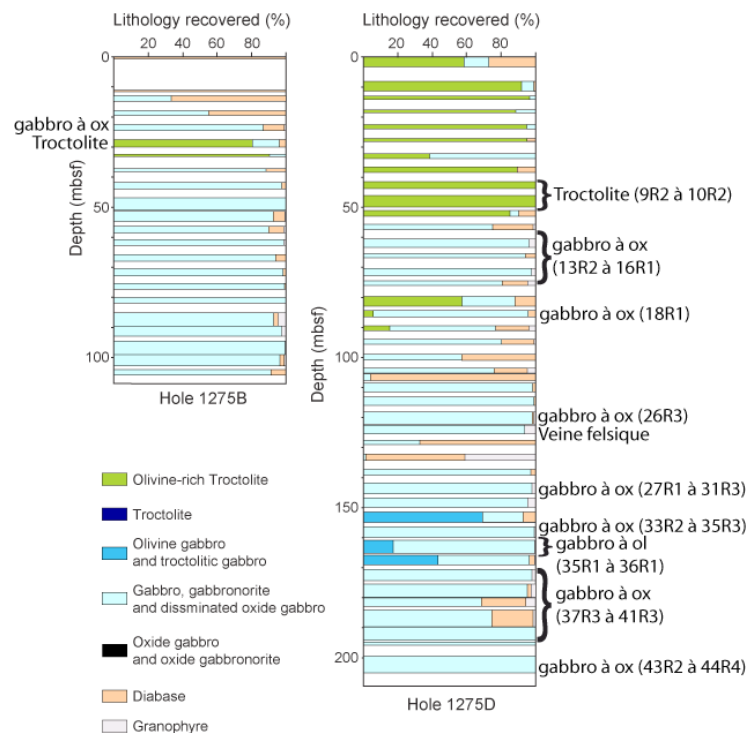 Lithology recovered (%)
20 40 60 80
0
50
100
Depth (mbsf)
gabbro à ox
Troctolite
Hole 1275B
Olivine-rich Troctolite
Troctolite
Olivine gabbro
and troctolitic gabbro
Gabbro, gabbronorite
and dissminated oxide gabbro
Oxide gabbro
and oxide gabbronorite
Diabase
Granophyre
Lithology recovered (%)
20 40 60 80
0
50
100
150
200
Depth (mbsf)
Troctolite (9R2 à 10R2)
gabbro à ox
(13R2 à 16R1)
gabbro à ox (18R1)
gabbro à ox (26R3)
Veine felsique
gabbro à ox (27R1 à 31R3)
gabbro à ox (33R2 à 35R3)
gabbro à ol
(35R1 à 36R1)
gabbro à ox
(37R3 à 41R3)
gabbro à ox (43R2 à 44R4)
Hole 1275D